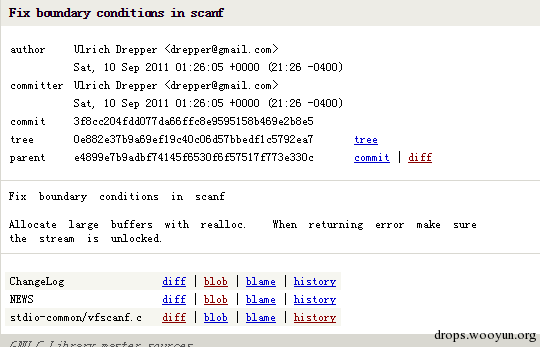 Fix boundary conditions in scanf
author Ulrich Drepper <drepper@gmail.com>
Sat, 10 Sep 2011 01:26:05 +0000 (21:26 -0400)
committer Ulrich Drepper <drepper@gmail.com>
Sat, 10 Sep 2011 01:26:05 +0000 (21:26 -0400)
commit 3f8cc204fdd077da66ffc8e9595158b469e2b8e5
tree 0e882e37b9a69ef19c40c06d57bbedf1c5792ea7 tree
parent e4899e7b9adbf74145f6530f6f57517f773e330c commit | diff
Fix boundary conditions in scanf
Allocate large buffers with realloc. When returning error make sure
the stream is unlocked.
ChangeLog diff | blob | blame | history
NEWS diff | blob | blame | history
stdio-common/vfscanf.c diff | blob | blame | history
GNU C Library master sources
drops.wooyun.org